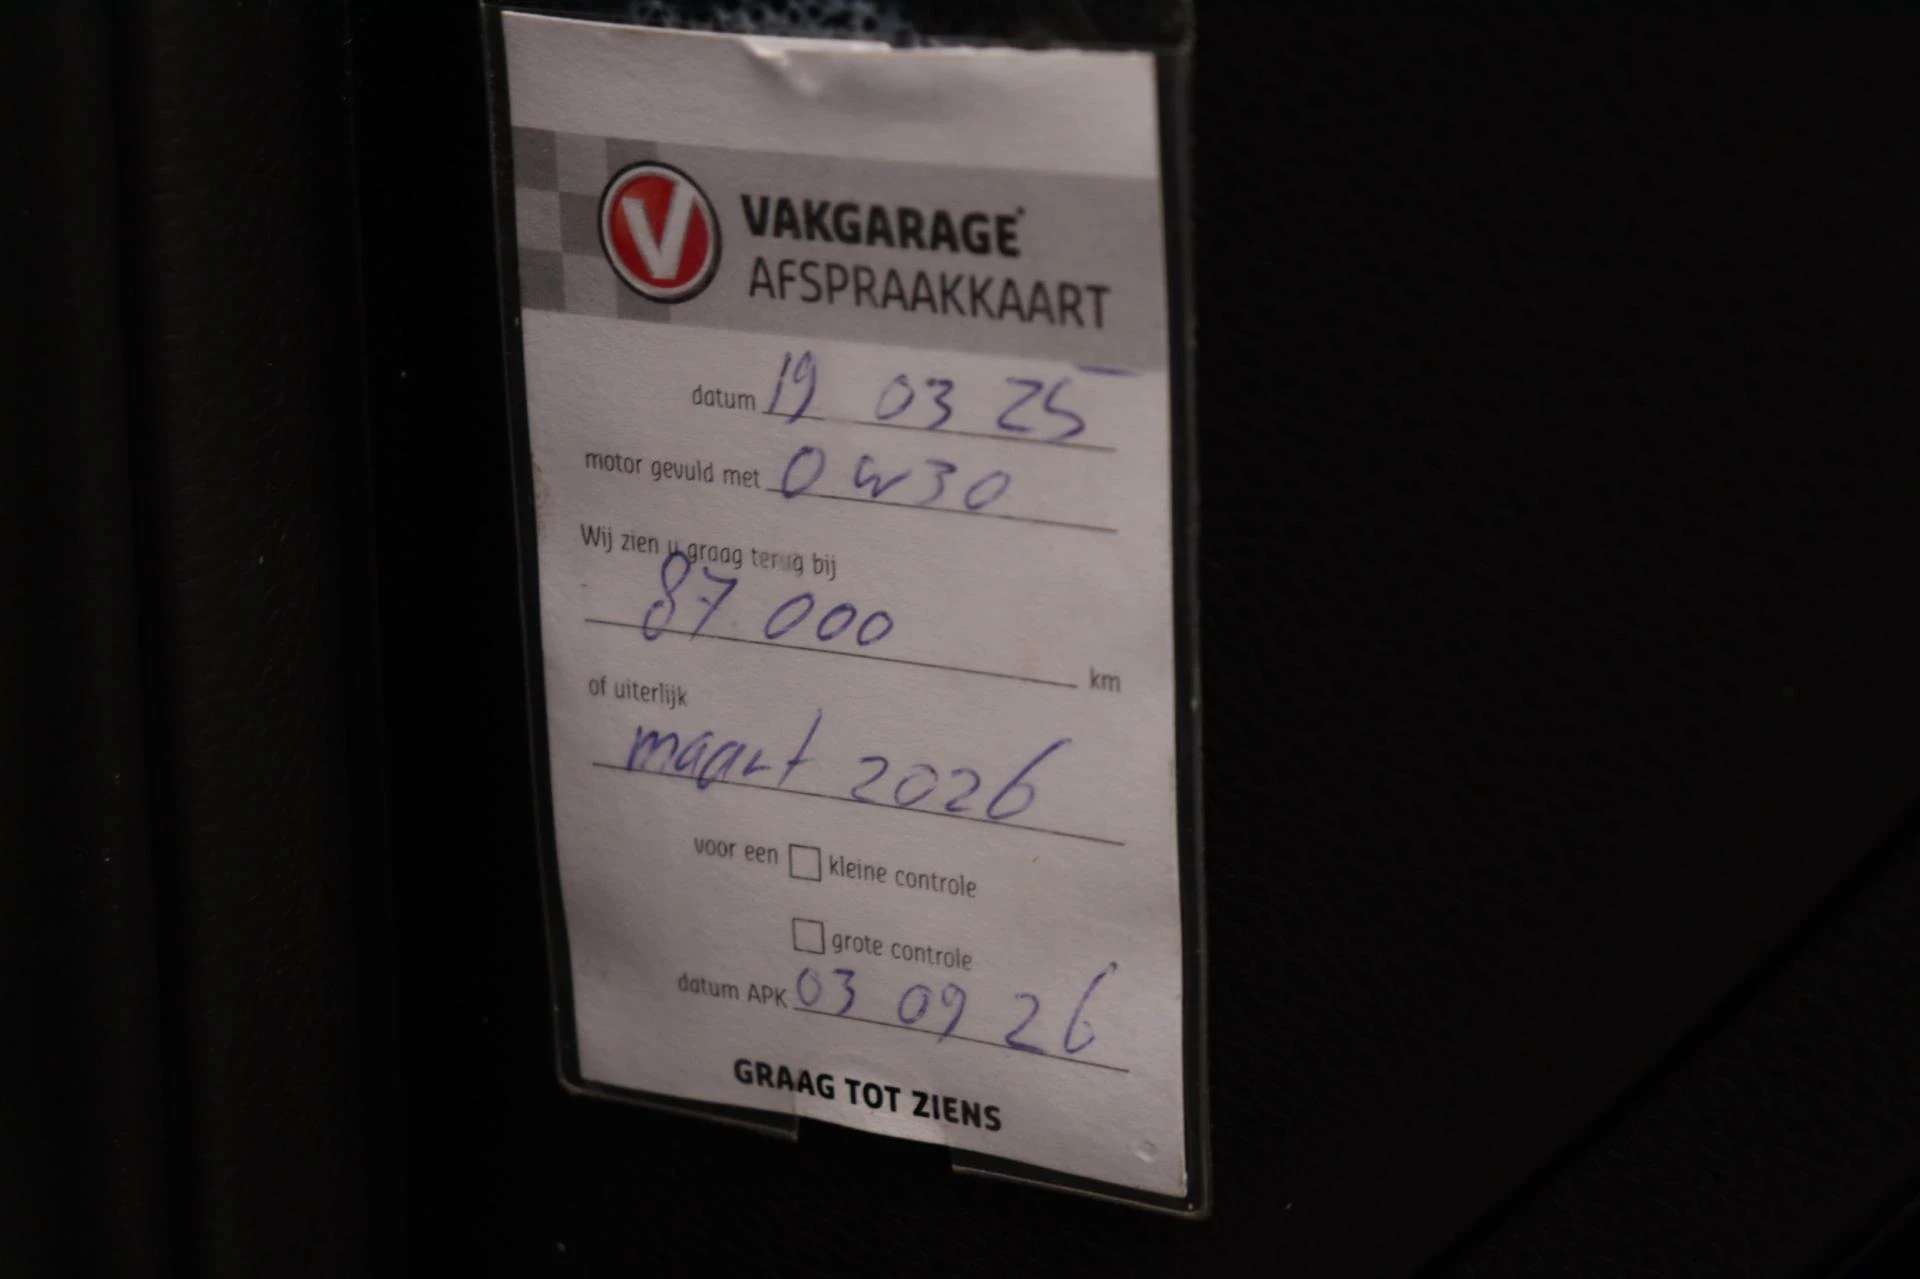 V VAKGARAGE
AFSPRAAKKAART
datum 19 03 25
motor gevuld met 0w30
Wij zien u graag terug bij
87 000 km
of uiterlijk
maart 2026
voor een kleine controle
grote controle
datum APK 03 09 26
GRAAG TOT ZIENS